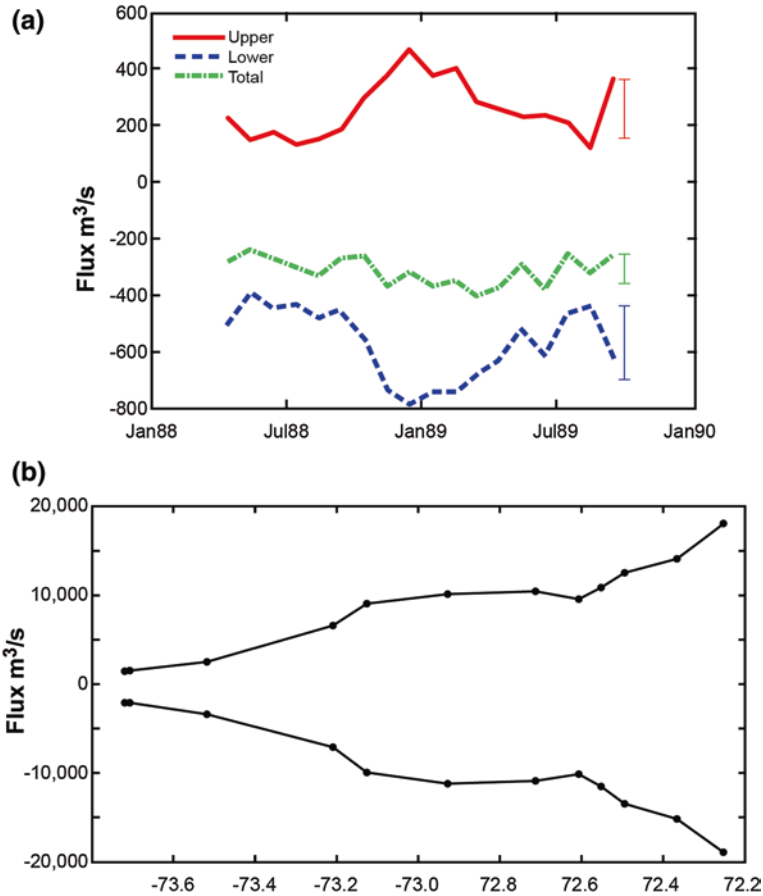 (a)
600
400
200
0
-200
-400
-600
-800
Flux m³/s
Upper
Lower
Total
Jan88 Jul88 Jan89 Jul89 Jan90
(b)
20,000
10,000
0
-10,000
-20,000
Flux m³/s
-73.6 -73.4 -73.2 -73.0 72.8 72.6 72.4 72.2